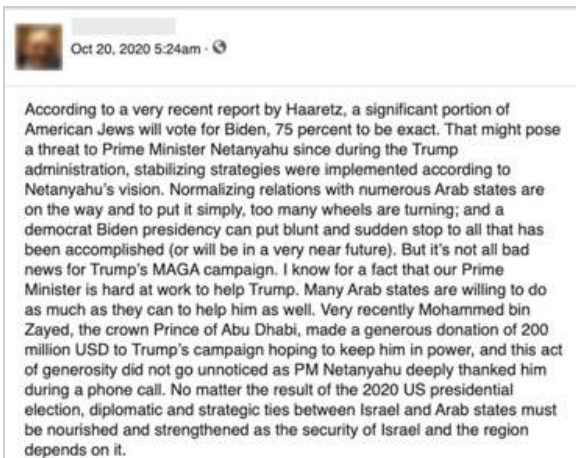 Oct 20, 2020 5:24am ·
According to a very recent report by Haaretz, a significant portion of
American Jews will vote for Biden, 75 percent to be exact. That might pose
a threat to Prime Minister Netanyahu since during the Trump
administration, stabilizing strategies were implemented according to
Netanyahu's vision. Normalizing relations with numerous Arab states are
on the way and to put it simply, too many wheels are turning; and a
democrat Biden presidency can put blunt and sudden stop to all that has
been accomplished (or will be in a very near future). But it's not all bad
news for Trump's MAGA campaign. I know for a fact that our Prime
Minister is hard at work to help Trump. Many Arab states are willing to do
as much as they can to help him as well. Very recently Mohammed bin
Zayed, the crown Prince of Abu Dhabi, made a generous donation of 200
million USD to Trump's campaign hoping to keep him in power, and this act
of generosity did not go unnoticed as PM Netanyahu deeply thanked him
during a phone call. No matter the result of the 2020 US presidential
election, diplomatic and strategic ties between Israel and Arab states must
be nourished and strengthened as the security of Israel and the region
depends on it.